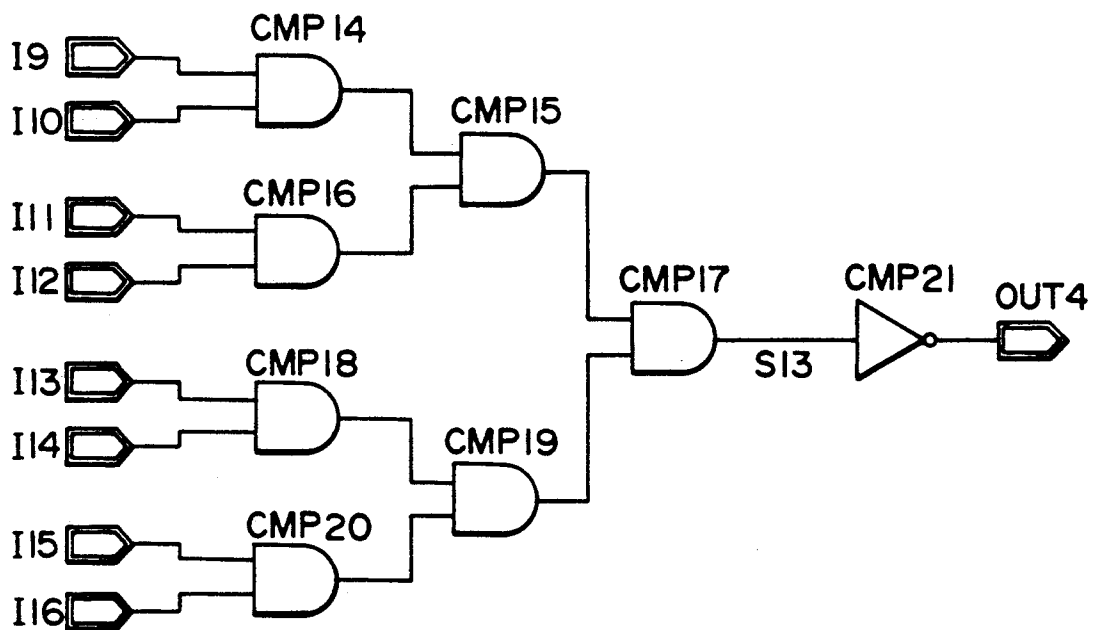 CMP14
I9
I10
CMP15
CMP16
I11
I12
CMP17
CMP21
OUT4
S13
CMP18
I13
I14
CMP19
CMP20
I15
I16